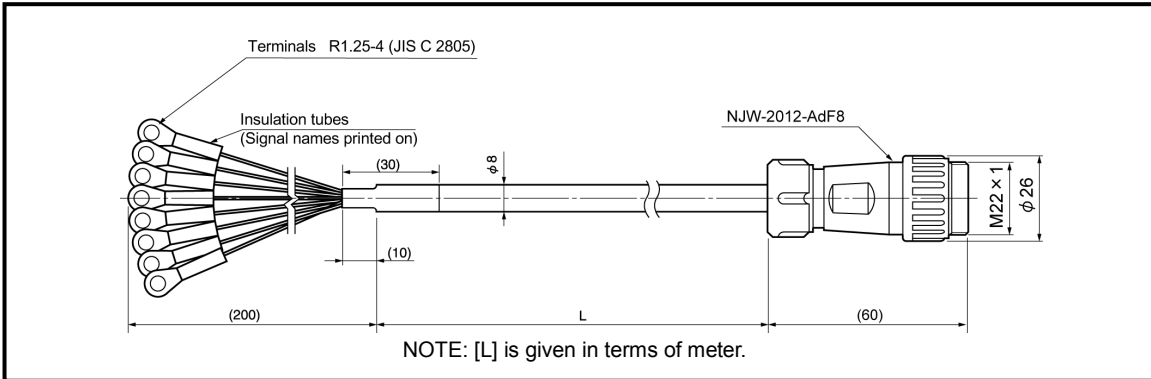 Terminals R1.25-4 (JIS C 2805)
Insulation tubes
(Signal names printed on)
NJW-2012-AdF8
(30)
φ8
M22×1
φ26
(10)
(200)
L
(60)
NOTE: [L] is given in terms of meter.